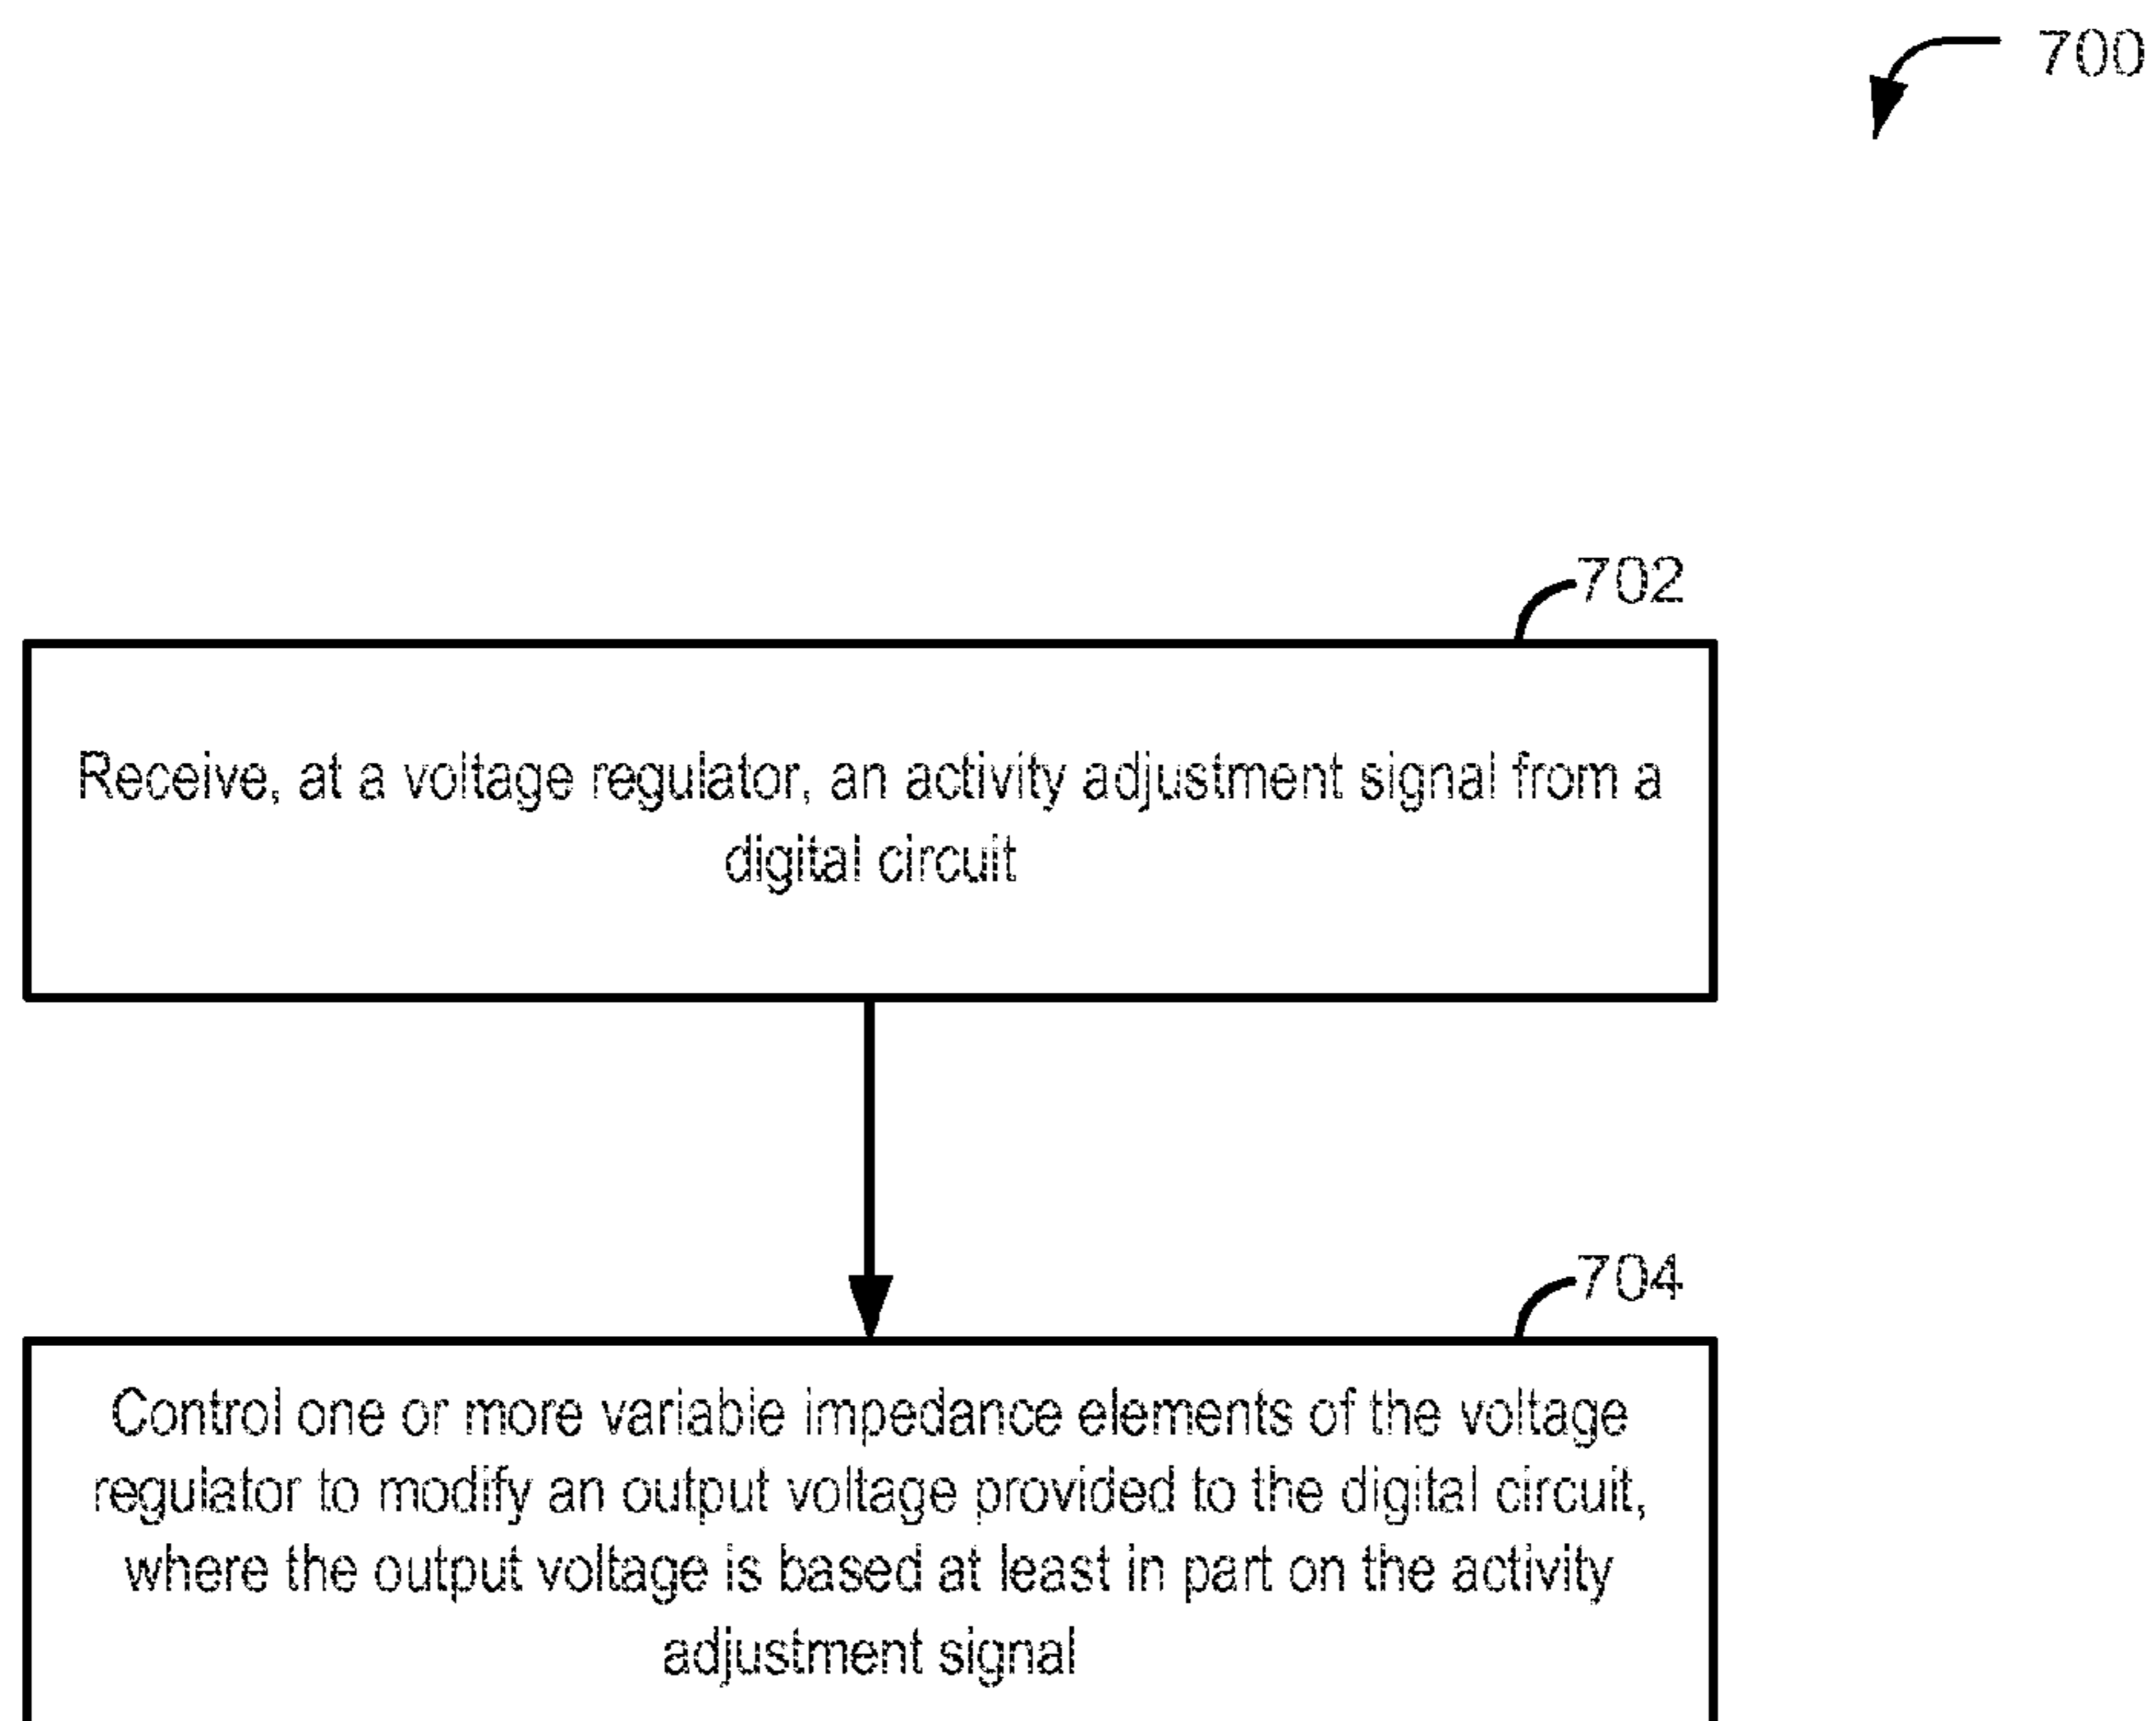 700
702
Receive, at a voltage regulator, an activity adjustment signal from a
digital circuit
704
Control one or more variable impedance elements of the voltage
regulator to modify an output voltage provided to the digital circuit,
where the output voltage is based at least in part on the activity
adjustment signal